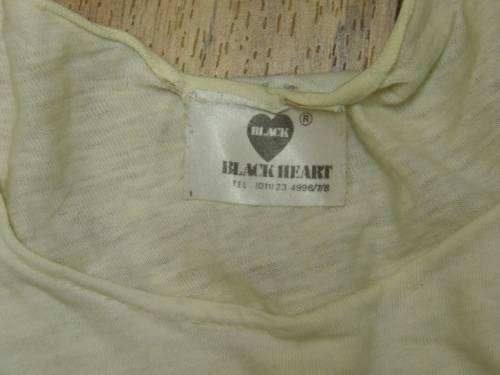 BLACK
®
BLACK HEART
TEL (011) 23 4996/7/8